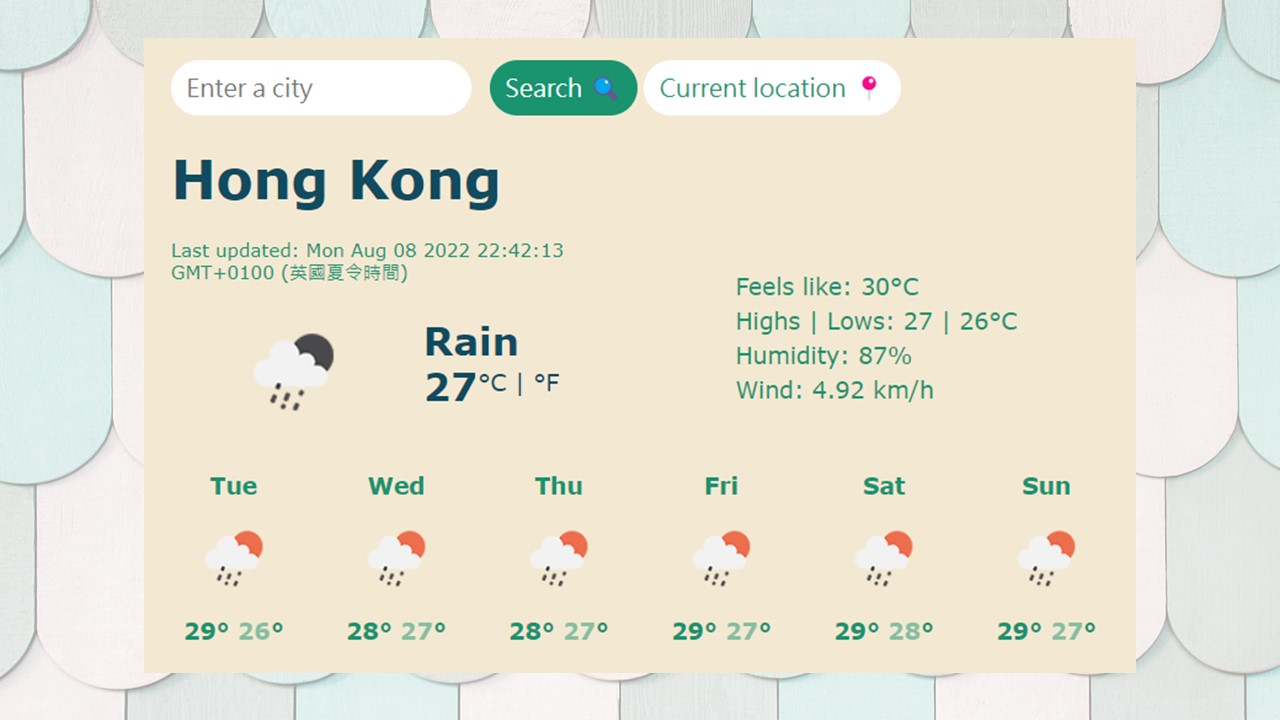 Enter a city Search Current location
Hong Kong
Last updated: Mon Aug 08 2022 22:42:13
GMT+0100 (英國夏令時間)
Rain
27°C | °F
Feels like: 30°C
Highs | Lows: 27 | 26°C
Humidity: 87%
Wind: 4.92 km/h
Tue Wed Thu Fri Sat Sun
29° 26° 28° 27° 28° 27° 29° 27° 29° 28° 29° 27°